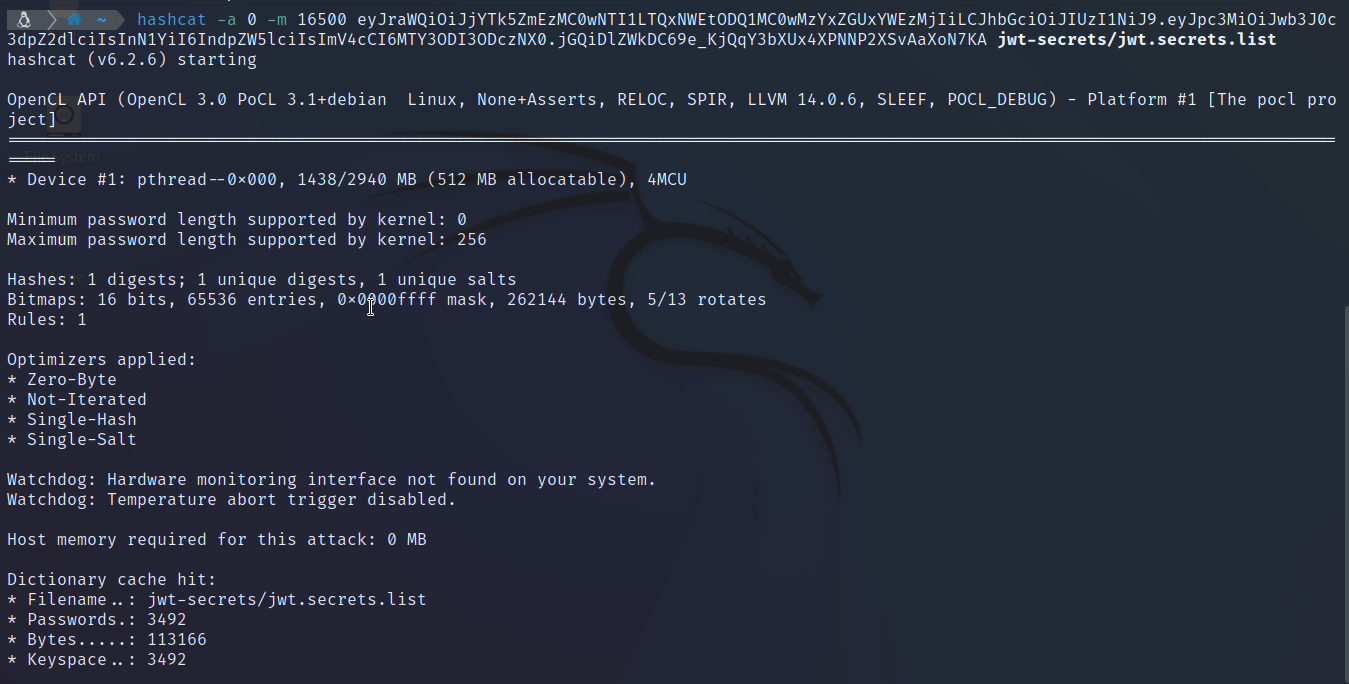 ~ hashcat -a 0 -m 16500 eyJraWQiOiJjYTk5ZmEzMC0wNTI1LTQxNWEtODQ1MC0wMzYxZGUxYWEzMjIiLCJhbGciOiJIUzI1NiJ9.eyJpc3MiOiJwb3J0c
3dpZ2dlciIsInN1YiI6IndpZW5lciIsImV4cCI6MTY3ODI3ODczNX0.jGQiDlZWkDC69e_KjQqY3bXUx4XPNNP2XSvAaXoN7KA jwt-secrets/jwt.secrets.list
hashcat (v6.2.6) starting
OpenCL API (OpenCL 3.0 PoCL 3.1+debian  Linux, None+Asserts, RELOC, SPIR, LLVM 14.0.6, SLEEF, POCL_DEBUG) - Platform #1 [The pocl pro
ject]
================================================================================
System
* Device #1: pthread--0×000, 1438/2940 MB (512 MB allocatable), 4MCU
Minimum password length supported by kernel: 0
Maximum password length supported by kernel: 256
Hashes: 1 digests; 1 unique digests, 1 unique salts
Bitmaps: 16 bits, 65536 entries, 0×0000ffff mask, 262144 bytes, 5/13 rotates
Rules: 1
Optimizers applied:
* Zero-Byte
* Not-Iterated
* Single-Hash
* Single-Salt
Watchdog: Hardware monitoring interface not found on your system.
Watchdog: Temperature abort trigger disabled.
Host memory required for this attack: 0 MB
Dictionary cache hit:
* Filename..: jwt-secrets/jwt.secrets.list
* Passwords.: 3492
* Bytes.....: 113166
* Keyspace..: 3492